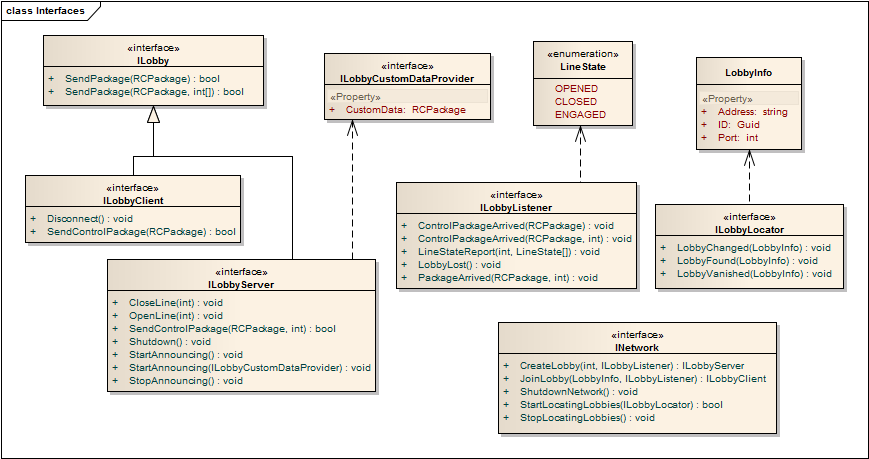 class Interfaces
«interface»
ILobby
+ SendPackage(RCPackage) : bool
+ SendPackage(RCPackage, int[]) : bool
«interface»
ILobbyCustomDataProvider
«Property»
+ CustomData: RCPackage
«enumeration»
LineState
OPENED
CLOSED
ENGAGED
LobbyInfo
«Property»
+ Address: string
+ ID: Guid
+ Port: int
«interface»
ILobbyClient
+ Disconnect() : void
+ SendControlPackage(RCPackage) : bool
«interface»
ILobbyListener
+ ControlPackageArrived(RCPackage) : void
+ ControlPackageArrived(RCPackage, int) : void
+ LineStateReport(int, LineState[]) : void
+ LobbyLost() : void
+ PackageArrived(RCPackage, int) : void
«interface»
ILobbyLocator
+ LobbyChanged(LobbyInfo) : void
+ LobbyFound(LobbyInfo) : void
+ LobbyVanished(LobbyInfo) : void
«interface»
ILobbyServer
+ CloseLine(int) : void
+ OpenLine(int) : void
+ SendControlPackage(RCPackage, int) : bool
+ Shutdown() : void
+ StartAnnouncing() : void
+ StartAnnouncing(ILobbyCustomDataProvider) : void
+ StopAnnouncing() : void
«interface»
INetwork
+ CreateLobby(int, ILobbyListener) : ILobbyServer
+ JoinLobby(LobbyInfo, ILobbyListener) : ILobbyClient
+ ShutdownNetwork() : void
+ StartLocatingLobbies(ILobbyLocator) : bool
+ StopLocatingLobbies() : void